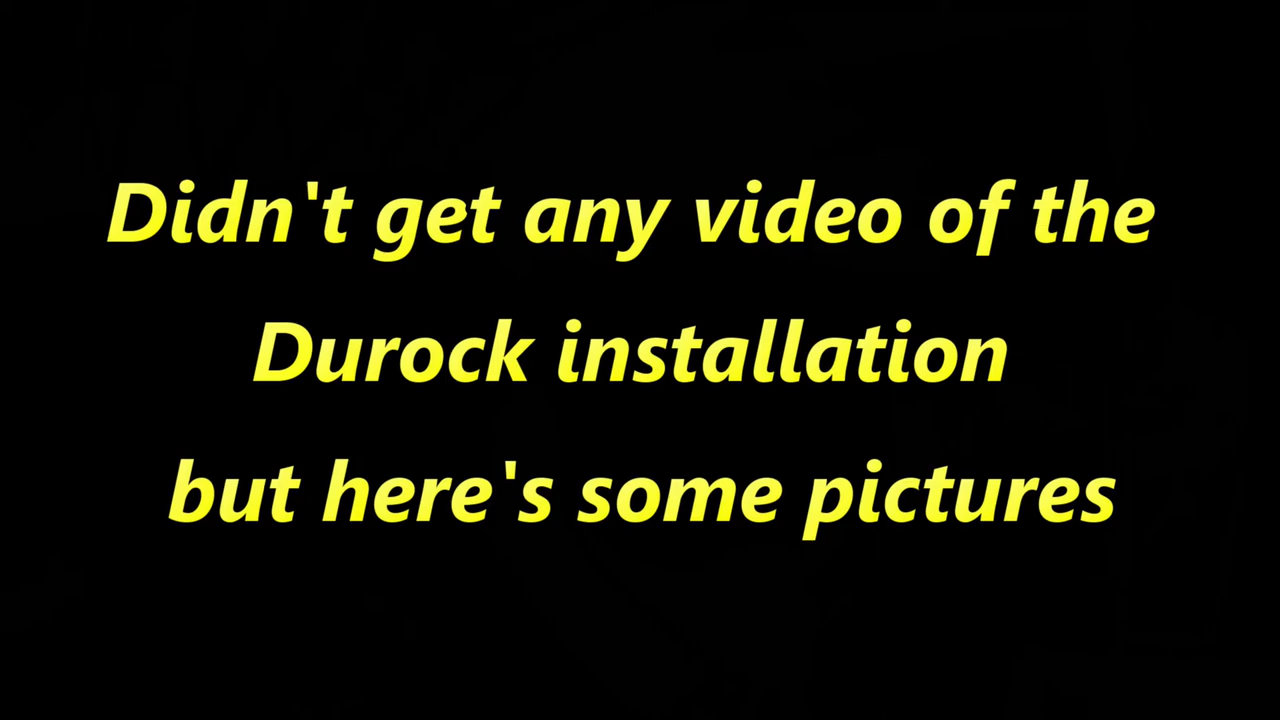 Didn't get any video of the
Durock installation
but here's some pictures